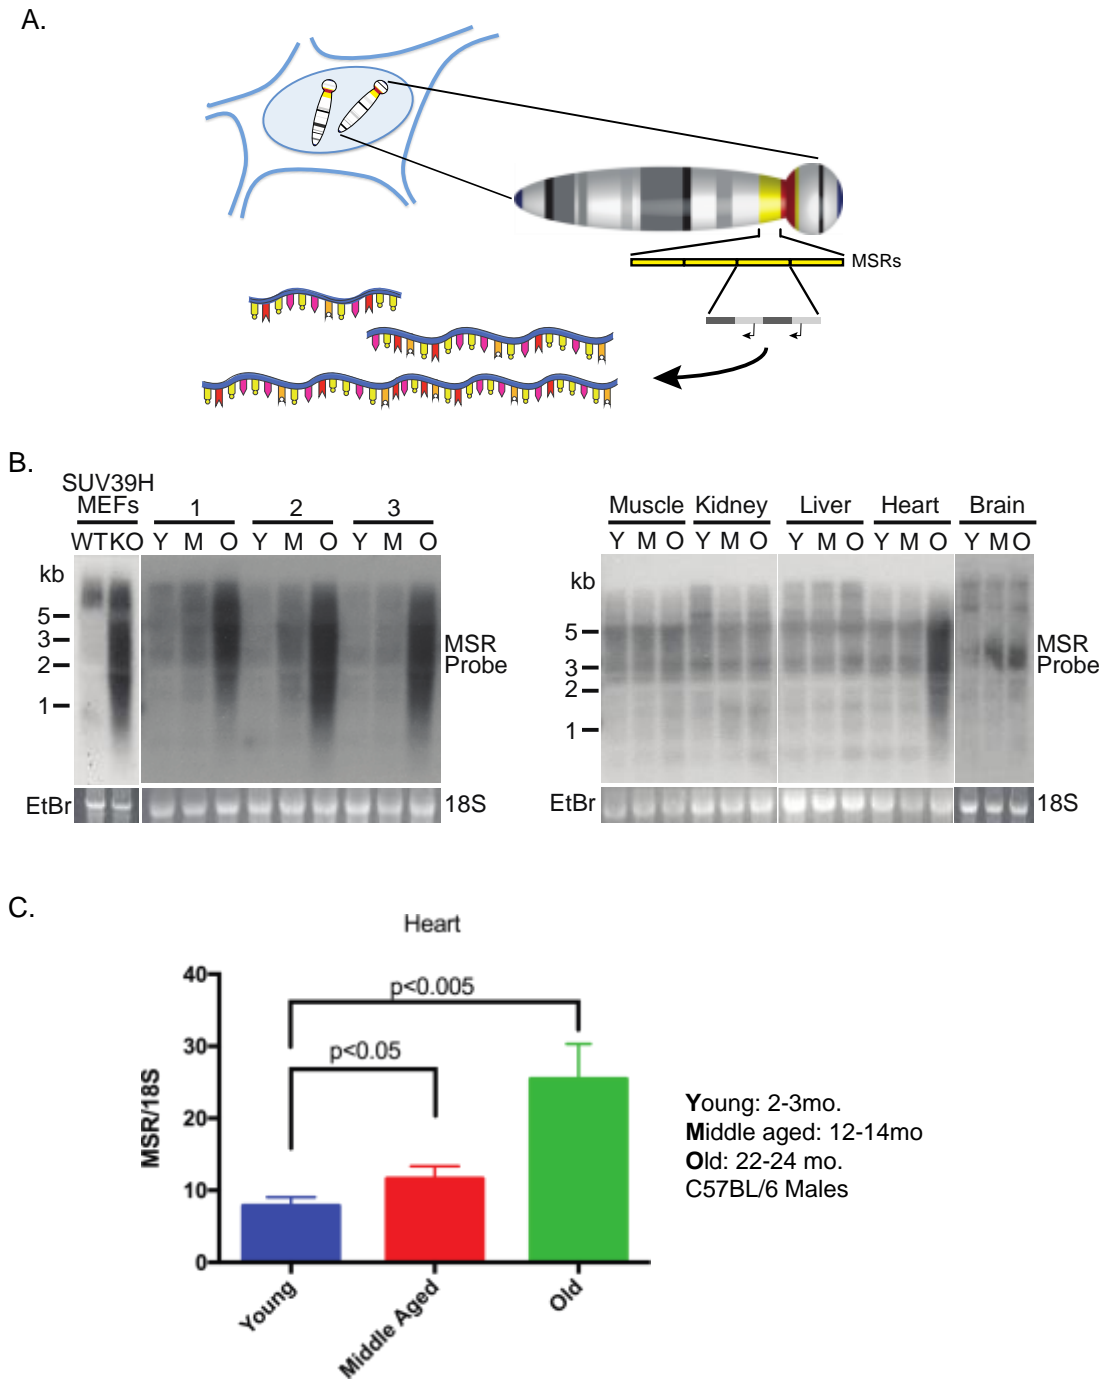 A.
MSRs
B.
SUV39H
MEFs 1 2 3
WT KO Y M O Y M O Y M O
kb
5
3
2
1
MSR
Probe
EtBr
18S
Muscle Kidney Liver Heart Brain
Y M O Y M O Y M O Y M O Y M O
kb
5
3
2
1
MSR
Probe
EtBr
18S
C.
Heart
MSR/18S
40
30
20
10
0
p<0.005
p<0.05
Young
Middle Aged
Old
Young: 2-3mo.
Middle aged: 12-14mo
Old: 22-24 mo.
C57BL/6 Males